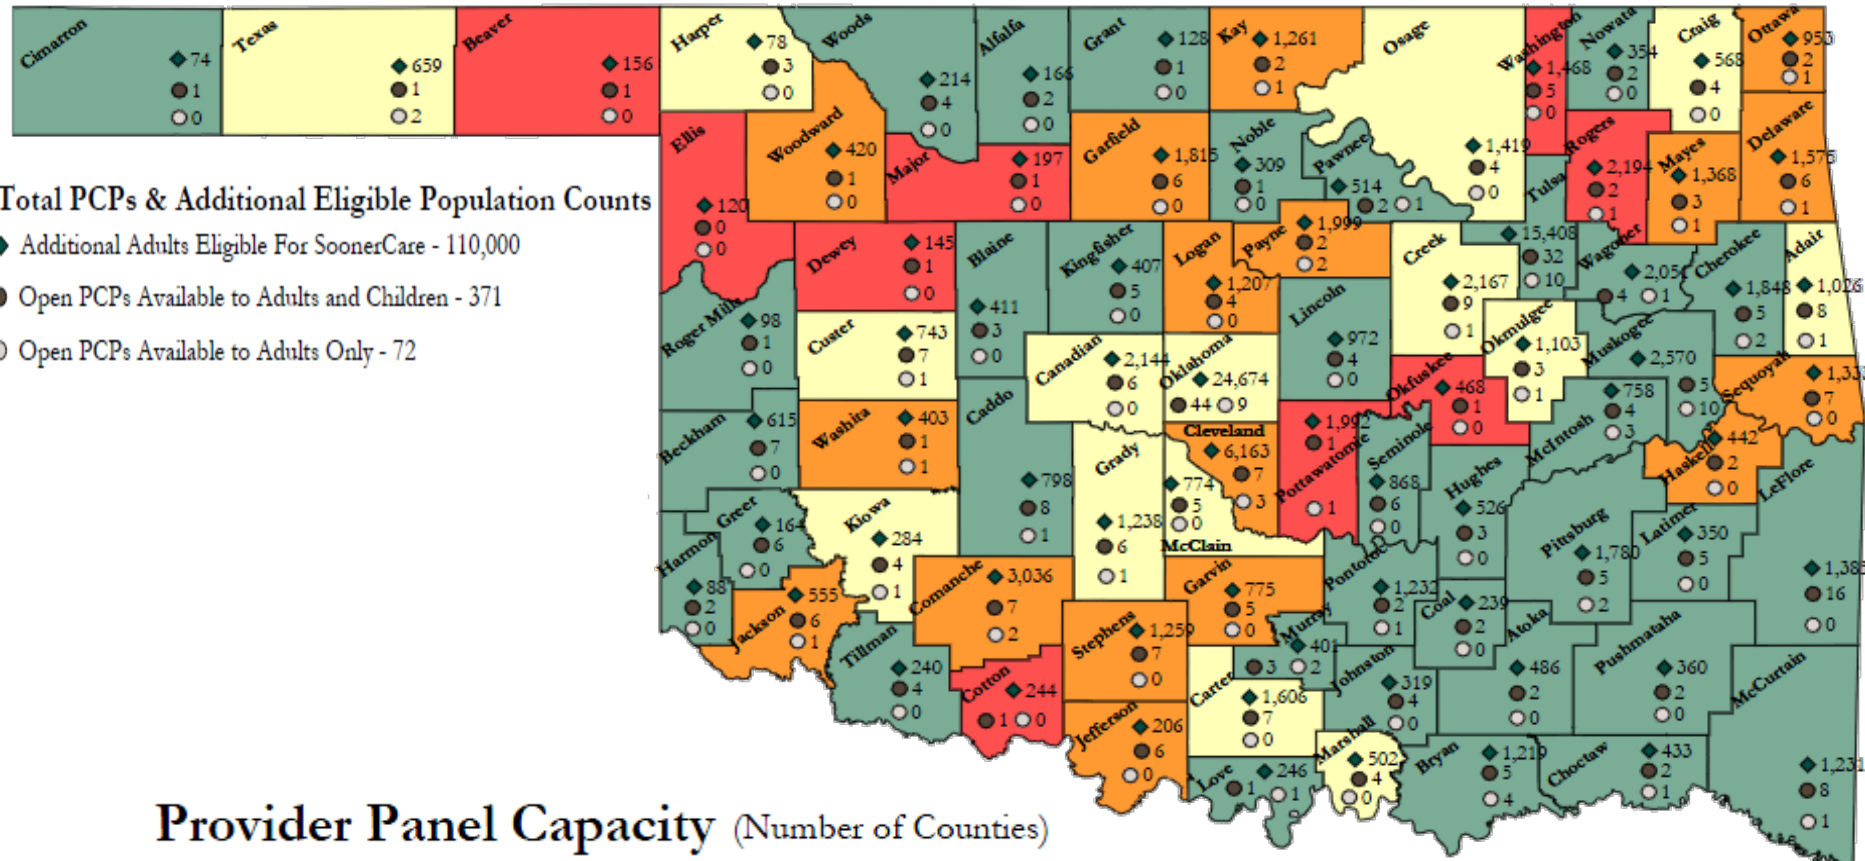 Cimarron
74
1
0
Texas
659
1
2
Beaver
156
1
0
Harper
78
3
0
Woods
214
4
0
Alfalfa
166
2
0
Grant
128
1
0
Kay
1,261
2
1
Osage
1,419
4
0
Washington
1,468
5
0
Nowata
354
2
0
Craig
568
4
0
Ottawa
953
2
1
Ellis
120
0
0
Woodward
420
1
0
Major
197
1
0
Garfield
1,815
6
0
Noble
309
1
0
Pawnee
514
2 1
Tulsa
15,408
32
10
Rogers
2,194
2
1
Mayes
1,368
3
1
Delaware
1,575
6
1
Total PCPs & Additional Eligible Population Counts
Additional Adults Eligible For SoonerCare - 110,000
Open PCPs Available to Adults and Children - 371
Open PCPs Available to Adults Only - 72
Dewey
145
1
0
Blaine
411
3
0
Kingfisher
407
5
0
Logan
1,207
4
0
Payne
1,999
2
2
Creek
2,167
9
1
Wagoner
2,051
4 1
Cherokee
1,848
5
2
Adair
1,026
8
1
Roger Mills
98
1
0
Custer
743
7
1
Canadian
2,144
6
0
Oklahoma
24,674
44 9
Lincoln
972
4
0
Okfuskee
468
1
0
Okmulgee
1,103
3
1
Muskogee
2,570
5
10
Sequoyah
7
0
Beckham
615
7
0
Washita
403
1
1
Caddo
798
8
1
Grady
1,238
6
1
Cleveland
6,163
7
3
Pottawatomie
1,992
1
1
Seminole
868
6
0
Hughes
526
3
0
McIntosh
758
4
3
Haskell
442
2
0
LeFlore
16
0
Harmon
88
2
0
Greer
164
6
0
Kiowa
284
4
1
774
5
0
McClain
Pittsburg
1,780
5
2
Latimer
350
5
0
Jackson
555
6
1
Comanche
3,036
7
2
Garvin
775
5
0
Pontotoc
1,232
2
1
Coal
239
2
0
Tillman
240
4
0
Cotton
244
1 0
Stephens
1,259
7
0
Murray
401
3 2
Johnston
319
4
0
Atoka
486
2
0
Pushmataha
360
2
0
McCurtain
1,231
8
1
Jefferson
206
6
0
Carter
1,606
7
0
Love
246
1 1
Marshall
502
4
0
Bryan
1,219
5
4
Choctaw
433
2
1
Provider Panel Capacity (Number of Counties)